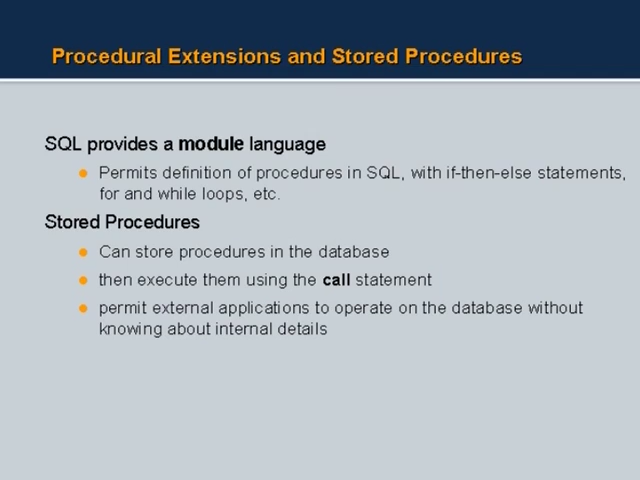 Procedural Extensions and Stored Procedures
SQL provides a module language
Permits definition of procedures in SQL, with if-then-else statements,
for and while loops, etc.
Stored Procedures
Can store procedures in the database
then execute them using the call statement
permit external applications to operate on the database without
knowing about internal details